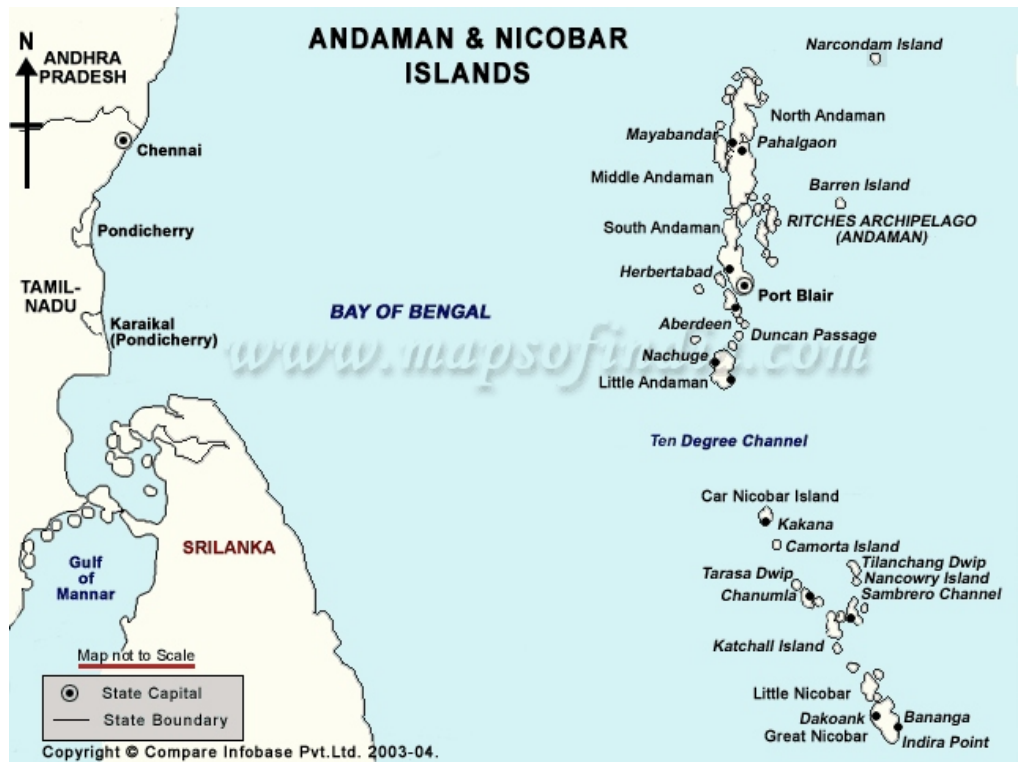 ANDAMAN & NICOBAR
ISLANDS
N
ANDHRA
PRADESH
Chennai
Pondicherry
TAMIL-
NADU
Karaikal
(Pondicherry)
BAY OF BENGAL
www.mapsofindia.com
Narcondam Island
North Andaman
Mayabandar
Pahalgaon
Middle Andaman
Barren Island
South Andaman
RITCHES ARCHIPELAGO
(ANDAMAN)
Herbertabad
Port Blair
Aberdeen
Duncan Passage
Nachuge
Little Andaman
Ten Degree Channel
Car Nicobar Island
Kakana
Camorta Island
Tilanchang Dwip
Tarasa Dwip
Nancowry Island
Chanumla
Sambrero Channel
Katchall Island
Little Nicobar
Dakoank
Bananga
Great Nicobar
Indira Point
SRILANKA
Gulf
of
Mannar
Map not to Scale
State Capital
State Boundary
Copyright © Compare Infobase Pvt.Ltd. 2003-04.